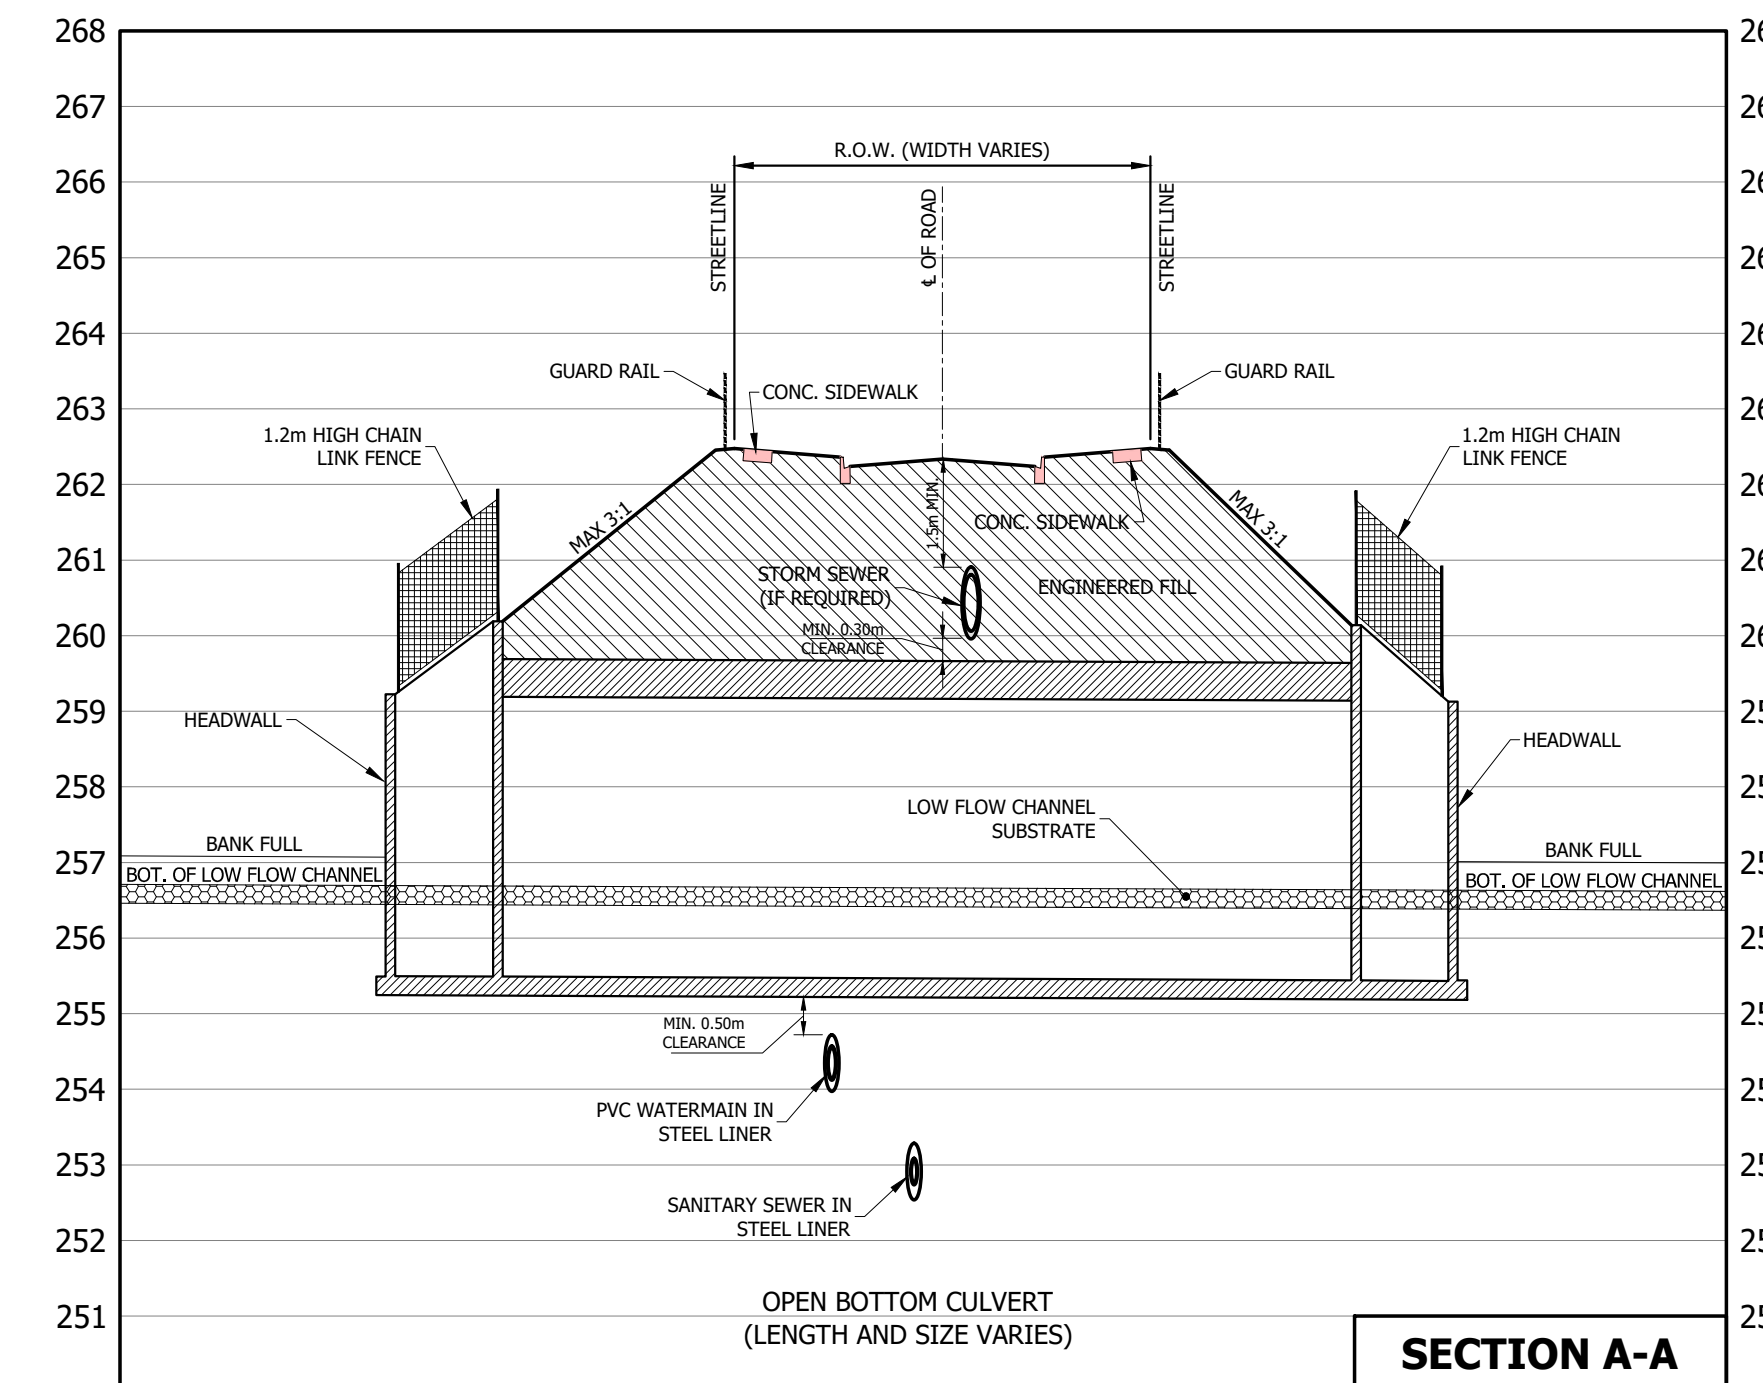 268
267
266
265
264
263
262
261
260
259
258
257
256
255
254
253
252
251
R.O.W. (WIDTH VARIES)
STREETLINE
℄ OF ROAD
STREETLINE
GUARD RAIL
GUARD RAIL
CONC. SIDEWALK
1.2m HIGH CHAIN
LINK FENCE
1.2m HIGH CHAIN
LINK FENCE
MAX 3:1
1.5m MIN.
CONC. SIDEWALK
MAX 3:1
STORM SEWER
(IF REQUIRED)
ENGINEERED FILL
MIN. 0.30m
CLEARANCE
HEADWALL
HEADWALL
LOW FLOW CHANNEL
SUBSTRATE
BANK FULL
BANK FULL
BOT. OF LOW FLOW CHANNEL
BOT. OF LOW FLOW CHANNEL
MIN. 0.50m
CLEARANCE
PVC WATERMAIN IN
STEEL LINER
SANITARY SEWER IN
STEEL LINER
OPEN BOTTOM CULVERT
(LENGTH AND SIZE VARIES)
SECTION A-A